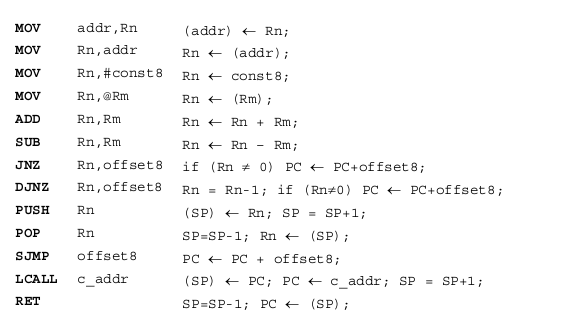 MOV addr,Rn (addr) ← Rn;
MOV Rn,addr Rn ← (addr);
MOV Rn,#const8 Rn ← const8;
MOV Rn,@Rm Rn ← (Rm);
ADD Rn,Rm Rn ← Rn + Rm;
SUB Rn,Rm Rn ← Rn - Rm;
JNZ Rn,offset8 if (Rn ≠ 0) PC ← PC+offset8;
DJNZ Rn,offset8 Rn = Rn-1; if (Rn≠0) PC ← PC+offset8;
PUSH Rn (SP) ← Rn; SP = SP+1;
POP Rn SP=SP-1; Rn ← (SP);
SJMP offset8 PC ← PC + offset8;
LCALL c_addr (SP) ← PC; PC ← c_addr; SP = SP+1;
RET SP=SP-1; PC ← (SP);